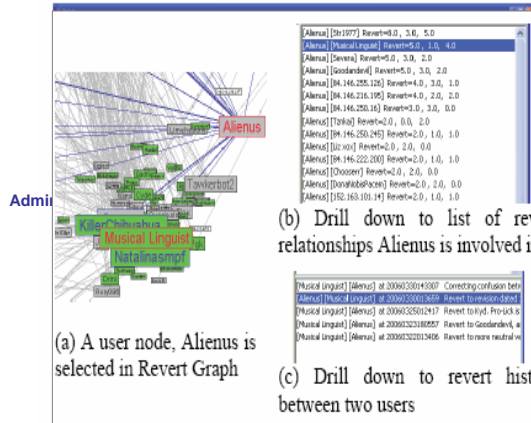 [Alienus] [Str1977] Revert=8.0 , 3.0, 5.0
[Alienus] [Musical Linguist] Revert=5.0 , 1.0, 4.0
[Alienus] [Severa] Revert=5.0 , 3.0, 2.0
[Alienus] [Goodandevil] Revert=5.0 , 3.0, 2.0
[Alienus] [84.146.255.126] Revert=4.0 , 3.0, 1.0
[Alienus] [84.146.216.195] Revert=4.0 , 2.0, 2.0
[Alienus] [84.146.250.16] Revert=3.0 , 3.0, 0.0
[Alienus] [Tankai] Revert=2.0 , 0.0, 2.0
[Alienus] [84.146.250.245] Revert=2.0 , 1.0, 1.0
[Alienus] [Liz xox] Revert=2.0 , 2.0, 0.0
[Alienus] [84.146.222.200] Revert=2.0 , 1.0, 1.0
[Alienus] [Chooserr] Revert=2.0 , 2.0, 0.0
[Alienus] [DonaNobisPacem] Revert=2.0 , 2.0, 0.0
[Alienus] [152.163.101.14] Revert=2.0 , 1.0, 1.0
Alienus
Tawkerbot2
KillerChihuahua
Musical Linguist
Natalinasmpf
Admi
(b) Drill down to list of rev
relationships Alienus is involved i
(a) A user node, Alienus is
selected in Revert Graph
[Musical Linguist] [Alienus] at 20060330143307 Correcting confusion betw
[Alienus] [Musical Linguist] at 20060330013659 Revert to revision dated
[Musical Linguist] [Alienus] at 20060325012417 Revert to Kyd. Pro-Lick is
[Musical Linguist] [Alienus] at 20060323180557 Revert to Goodandevil, a
[Musical Linguist] [Alienus] at 20060322013406 Revert to more neutral ve
(c) Drill down to revert hist
between two users